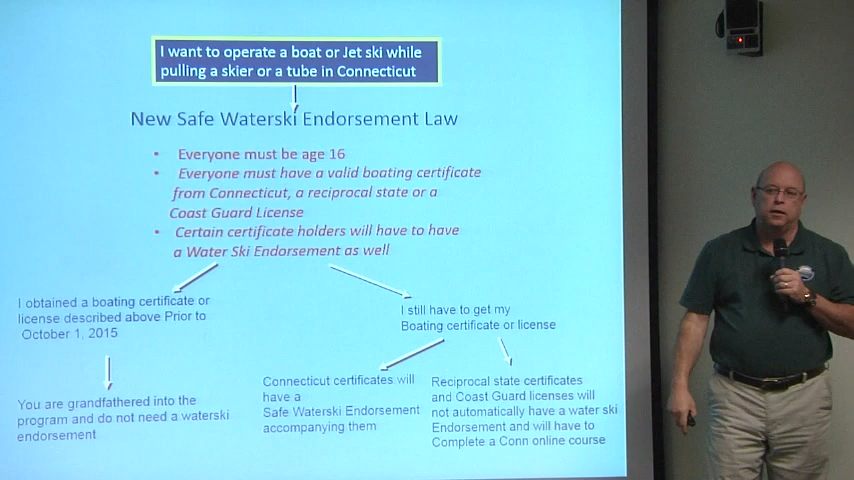 I want to operate a boat or Jet ski while
pulling a skier or a tube in Connecticut
New Safe Waterski Endorsement Law
• Everyone must be age 16
• Everyone must have a valid boating certificate
from Connecticut, a reciprocal state or a
Coast Guard License
• Certain certificate holders will have to have
a Water Ski Endorsement as well
I obtained a boating certificate or
license described above Prior to
October 1, 2015
I still have to get my
Boating certificate or license
You are grandfathered into the
program and do not need a waterski
endorsement
Connecticut certificates will
have a
Safe Waterski Endorsement
accompanying them
Reciprocal state certificates
and Coast Guard licenses will
not automatically have a water ski
Endorsement and will have to
Complete a Conn online course